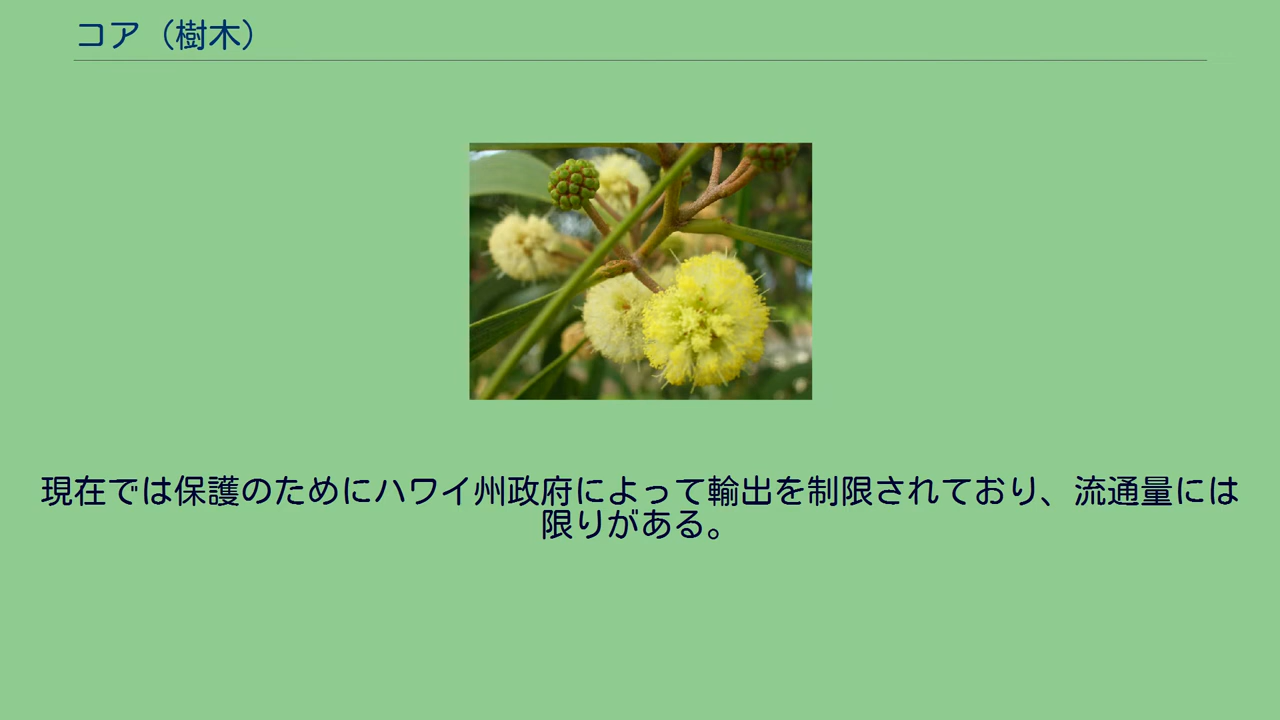 コア（樹木）
現在では保護のためにハワイ州政府によって輸出を制限されており、流通量には
限りがある。